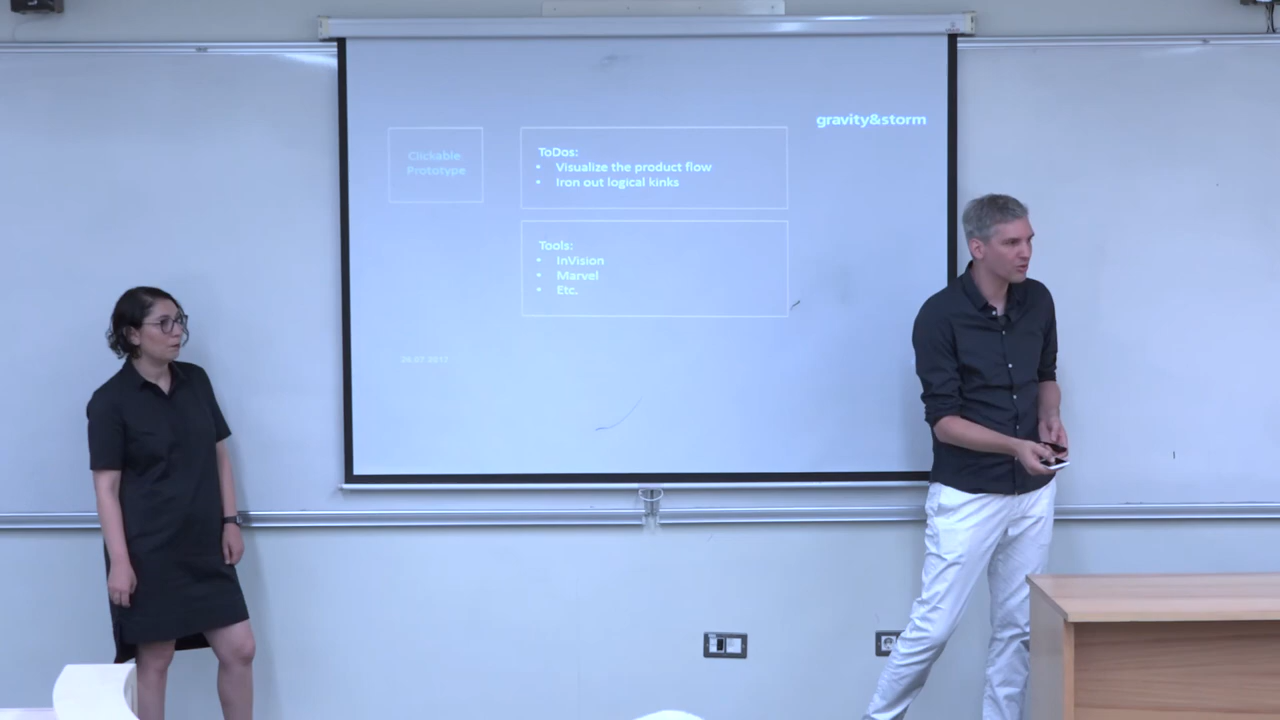 gravity&storm
Clickable
Prototype
ToDos:
• Visualize the product flow
• Iron out logical kinks
Tools:
• InVision
• Marvel
• Etc.